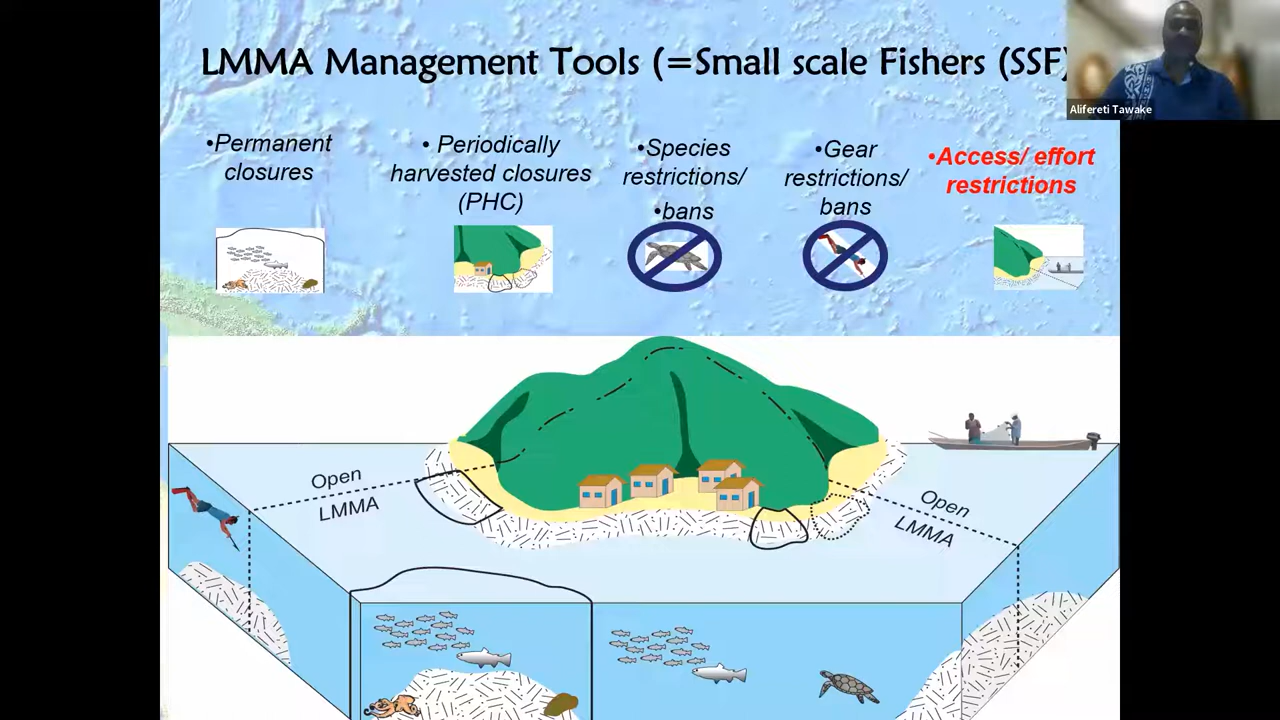 LMMA Management Tools (=Small scale Fishers (SSF)
Alifereti Tawake
•Permanent
closures
• Periodically
harvested closures
(PHC)
•Species
restrictions/
•bans
•Gear
restrictions/
bans
•Access/ effort
restrictions
Open
LMMA
Open
LMMA